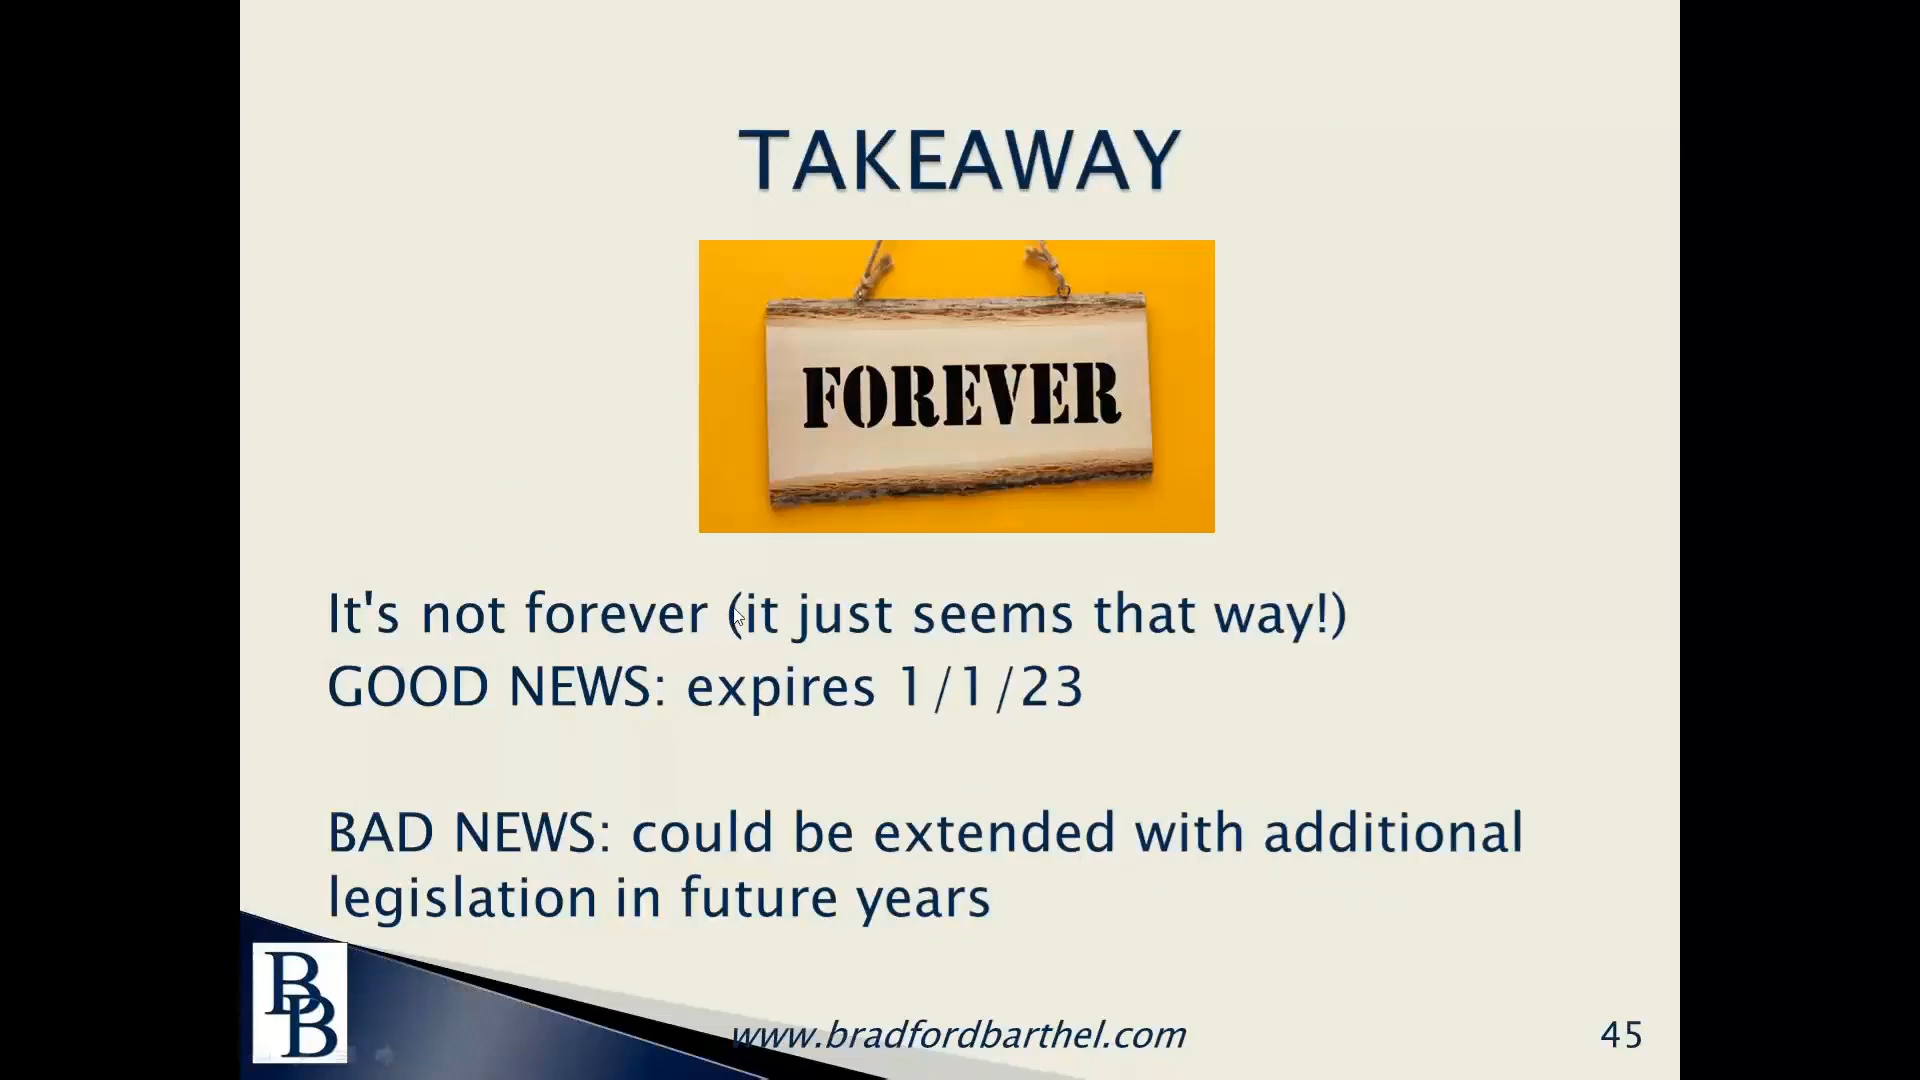 TAKEAWAY
FOREVER
It's not forever (it just seems that way!)
GOOD NEWS: expires 1/1/23
BAD NEWS: could be extended with additional
legislation in future years
BB
www.bradfordbarthel.com
45